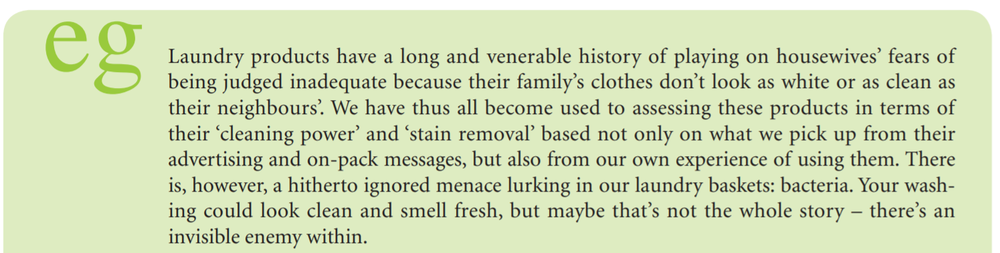 eg
Laundry products have a long and venerable history of playing on housewives’ fears of
being judged inadequate because their family’s clothes don’t look as white or as clean as
their neighbours’. We have thus all become used to assessing these products in terms of
their ‘cleaning power’ and ‘stain removal’ based not only on what we pick up from their
advertising and on-pack messages, but also from our own experience of using them. There
is, however, a hitherto ignored menace lurking in our laundry baskets: bacteria. Your wash-
ing could look clean and smell fresh, but maybe that’s not the whole story – there’s an
invisible enemy within.